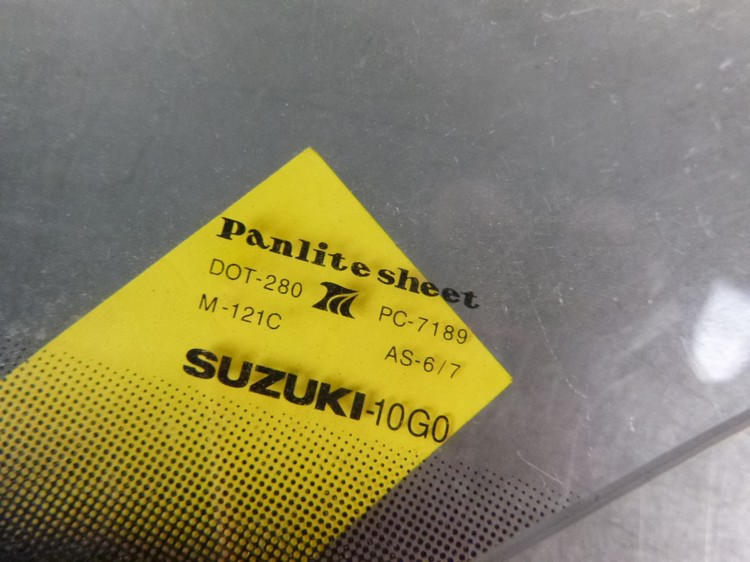 Panlite sheet
DOT-280 PC-7189
M-121C AS-6/7
SUZUKI-10G0